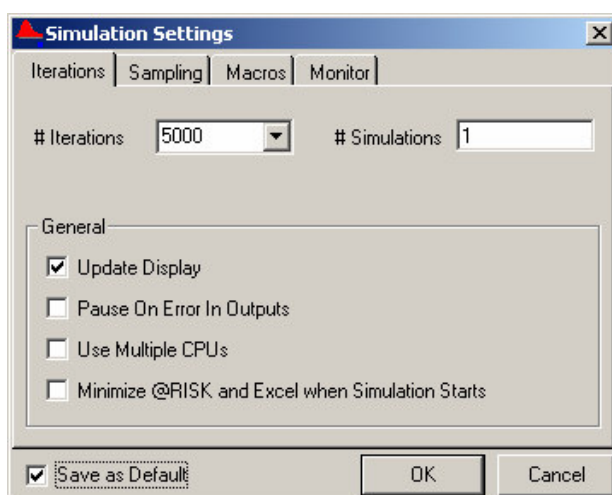 Simulation Settings
Iterations Sampling Macros Monitor
# Iterations 5000 # Simulations 1
General
Update Display
Pause On Error In Outputs
Use Multiple CPUs
Minimize @RISK and Excel when Simulation Starts
Save as Default OK Cancel